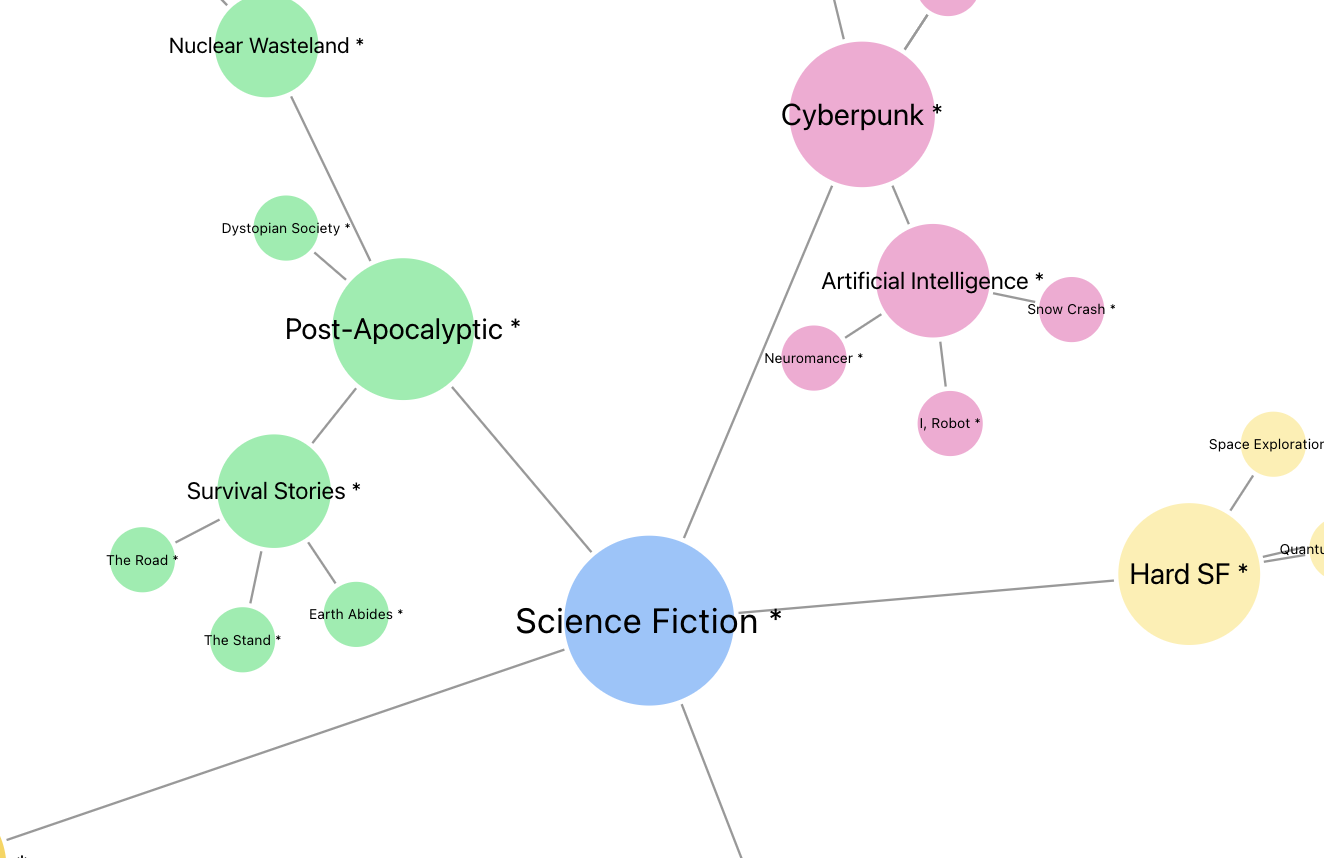 Nuclear Wasteland *
Cyberpunk *
Dystopian Society *
Artificial Intelligence *
Snow Crash *
Post-Apocalyptic *
Neuromancer *
I, Robot *
Space Exploration
Survival Stories *
Quantu
The Road *
Hard SF *
Earth Abides *
Science Fiction *
The Stand *
*